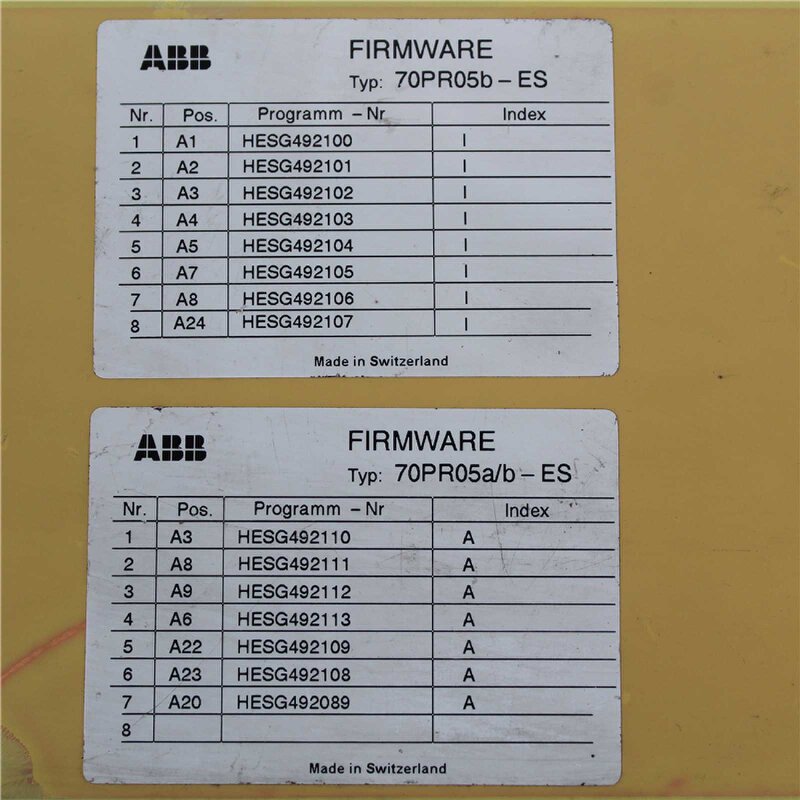 ABB FIRMWARE
Typ: 70PR05b – ES
Nr. Pos. Programm – Nr Index
1 A1 HESG492100 I
2 A2 HESG492101 I
3 A3 HESG492102 I
4 A4 HESG492103 I
5 A5 HESG492104 I
6 A7 HESG492105 I
7 A8 HESG492106 I
8 A24 HESG492107 I
Made in Switzerland
ABB FIRMWARE
Typ: 70PR05a/b – ES
Nr. Pos. Programm – Nr Index
1 A3 HESG492110 A
2 A8 HESG492111 A
3 A9 HESG492112 A
4 A6 HESG492113 A
5 A22 HESG492109 A
6 A23 HESG492108 A
7 A20 HESG492089 A
8
Made in Switzerland